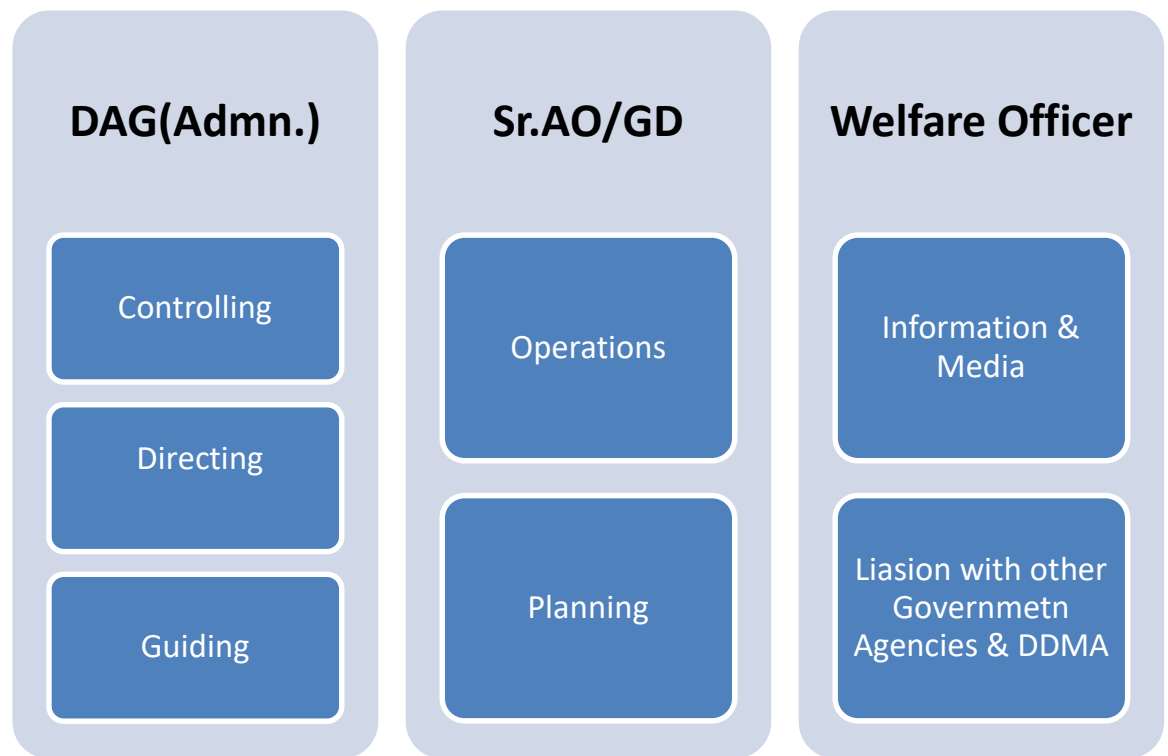 DAG(Admn.)
Controlling
Directing
Guiding
Sr.AO/GD
Operations
Planning
Welfare Officer
Information &
Media
Liasion with other
Governmetn
Agencies & DDMA